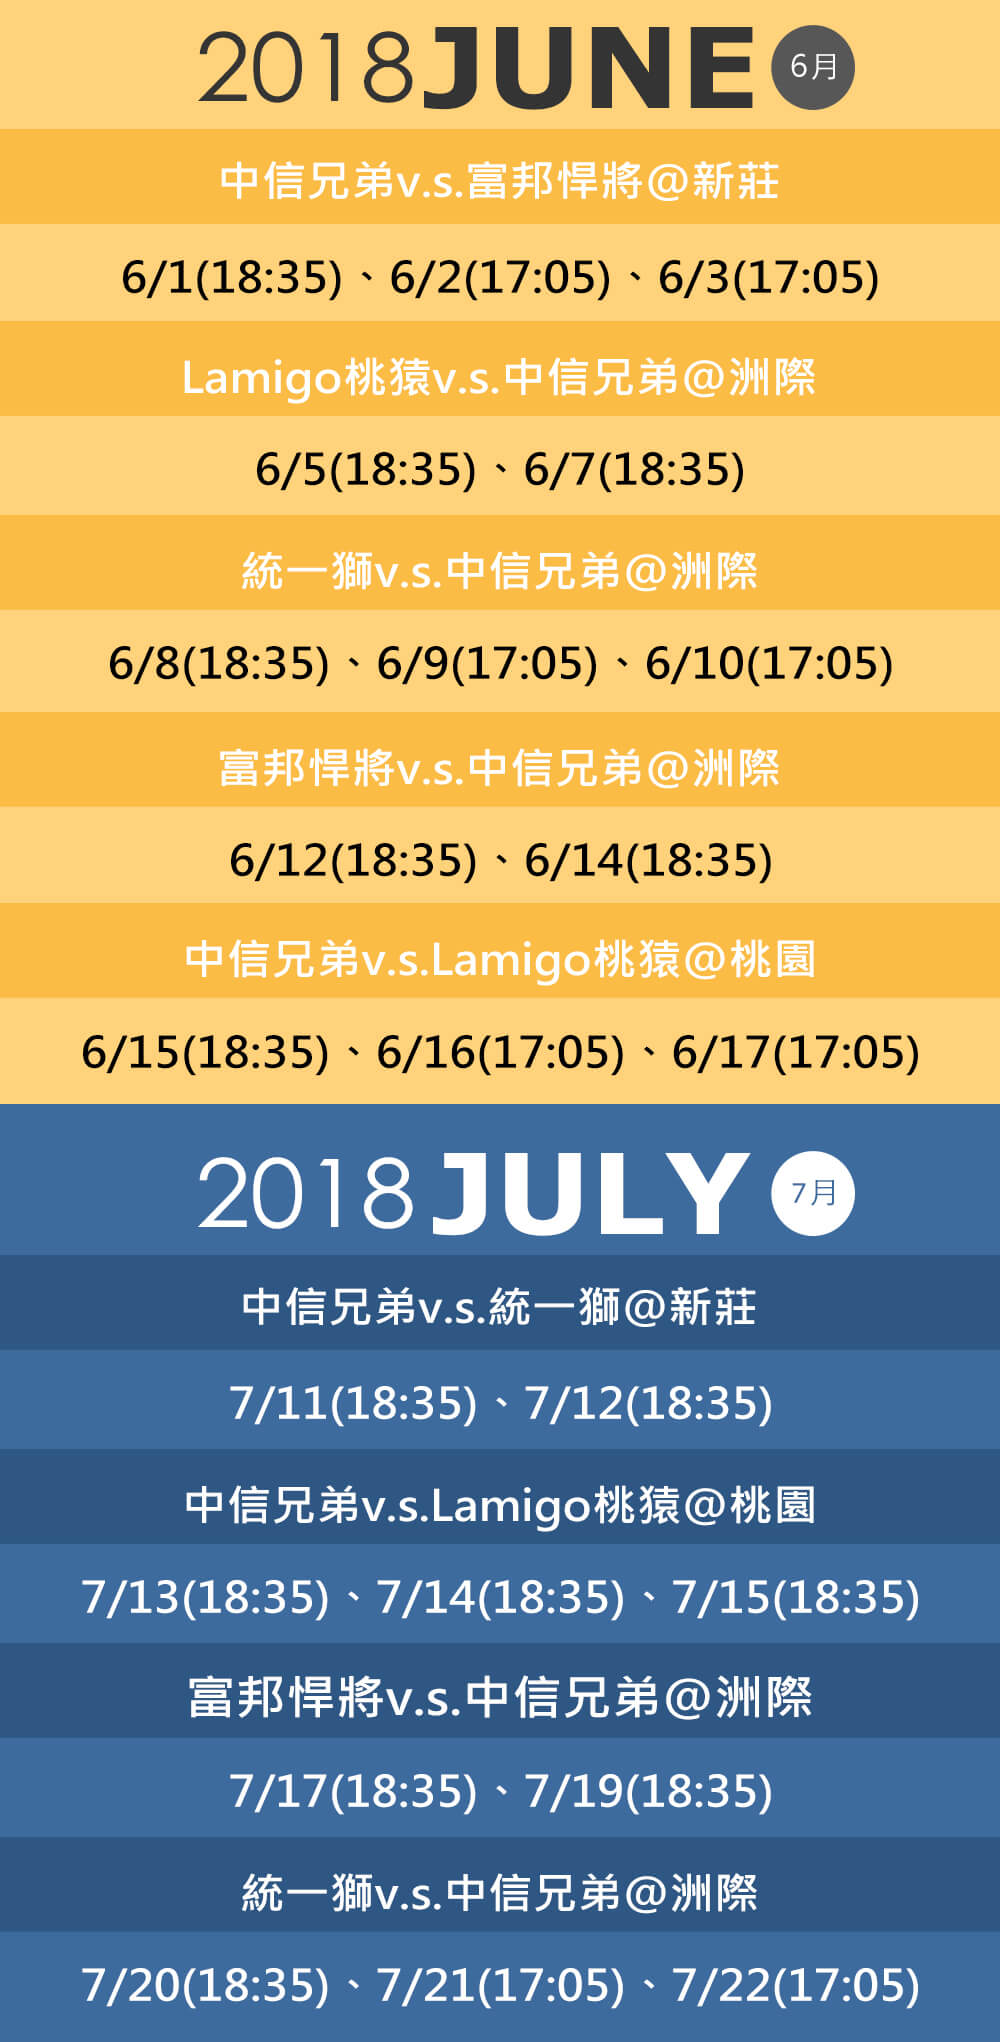 2018 JUNE 6月
中信兄弟v.s.富邦悍將@新莊
6/1(18:35)、6/2(17:05)、6/3(17:05)
Lamigo桃猿v.s.中信兄弟@洲際
6/5(18:35)、6/7(18:35)
統一獅v.s.中信兄弟@洲際
6/8(18:35)、6/9(17:05)、6/10(17:05)
富邦悍將v.s.中信兄弟@洲際
6/12(18:35)、6/14(18:35)
中信兄弟v.s.Lamigo桃猿@桃園
6/15(18:35)、6/16(17:05)、6/17(17:05)
2018 JULY 7月
中信兄弟v.s.統一獅@新莊
7/11(18:35)、7/12(18:35)
中信兄弟v.s.Lamigo桃猿@桃園
7/13(18:35)、7/14(18:35)、7/15(18:35)
富邦悍將v.s.中信兄弟@洲際
7/17(18:35)、7/19(18:35)
統一獅v.s.中信兄弟@洲際
7/20(18:35)、7/21(17:05)、7/22(17:05)